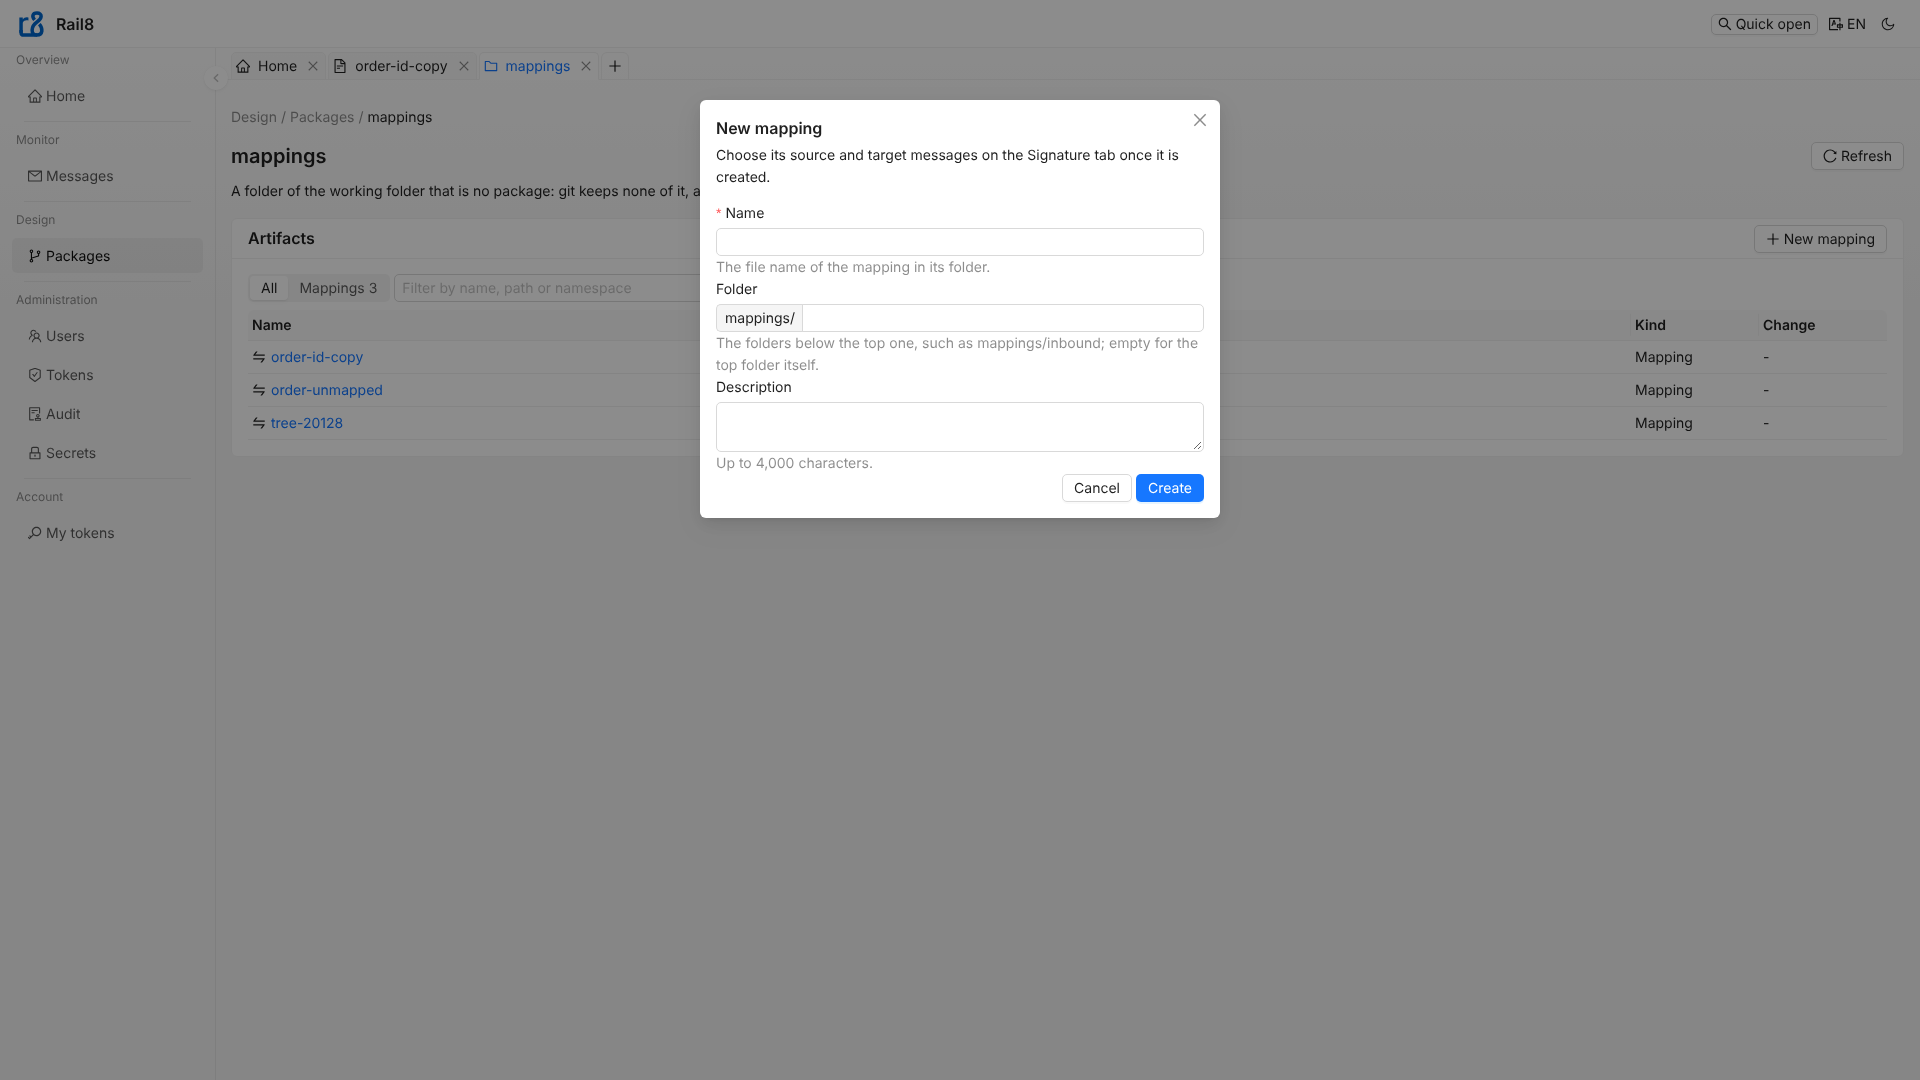 Rail8
Quick open
EN
Overview
Home
Monitor
Messages
Design
Packages
Administration
Users
Tokens
Audit
Secrets
Account
My tokens
Home
order-id-copy
mappings
Design / Packages / mappings
mappings
Refresh
A folder of the working folder that is no package: git keeps none of it, a
Artifacts
New mapping
All
Mappings 3
Filter by name, path or namespace
Name
Kind
Change
order-id-copy
Mapping
-
order-unmapped
Mapping
-
tree-20128
Mapping
-
New mapping
Choose its source and target messages on the Signature tab once it is
created.
* Name
The file name of the mapping in its folder.
Folder
mappings/
The folders below the top one, such as mappings/inbound; empty for the
top folder itself.
Description
Up to 4,000 characters.
Cancel
Create